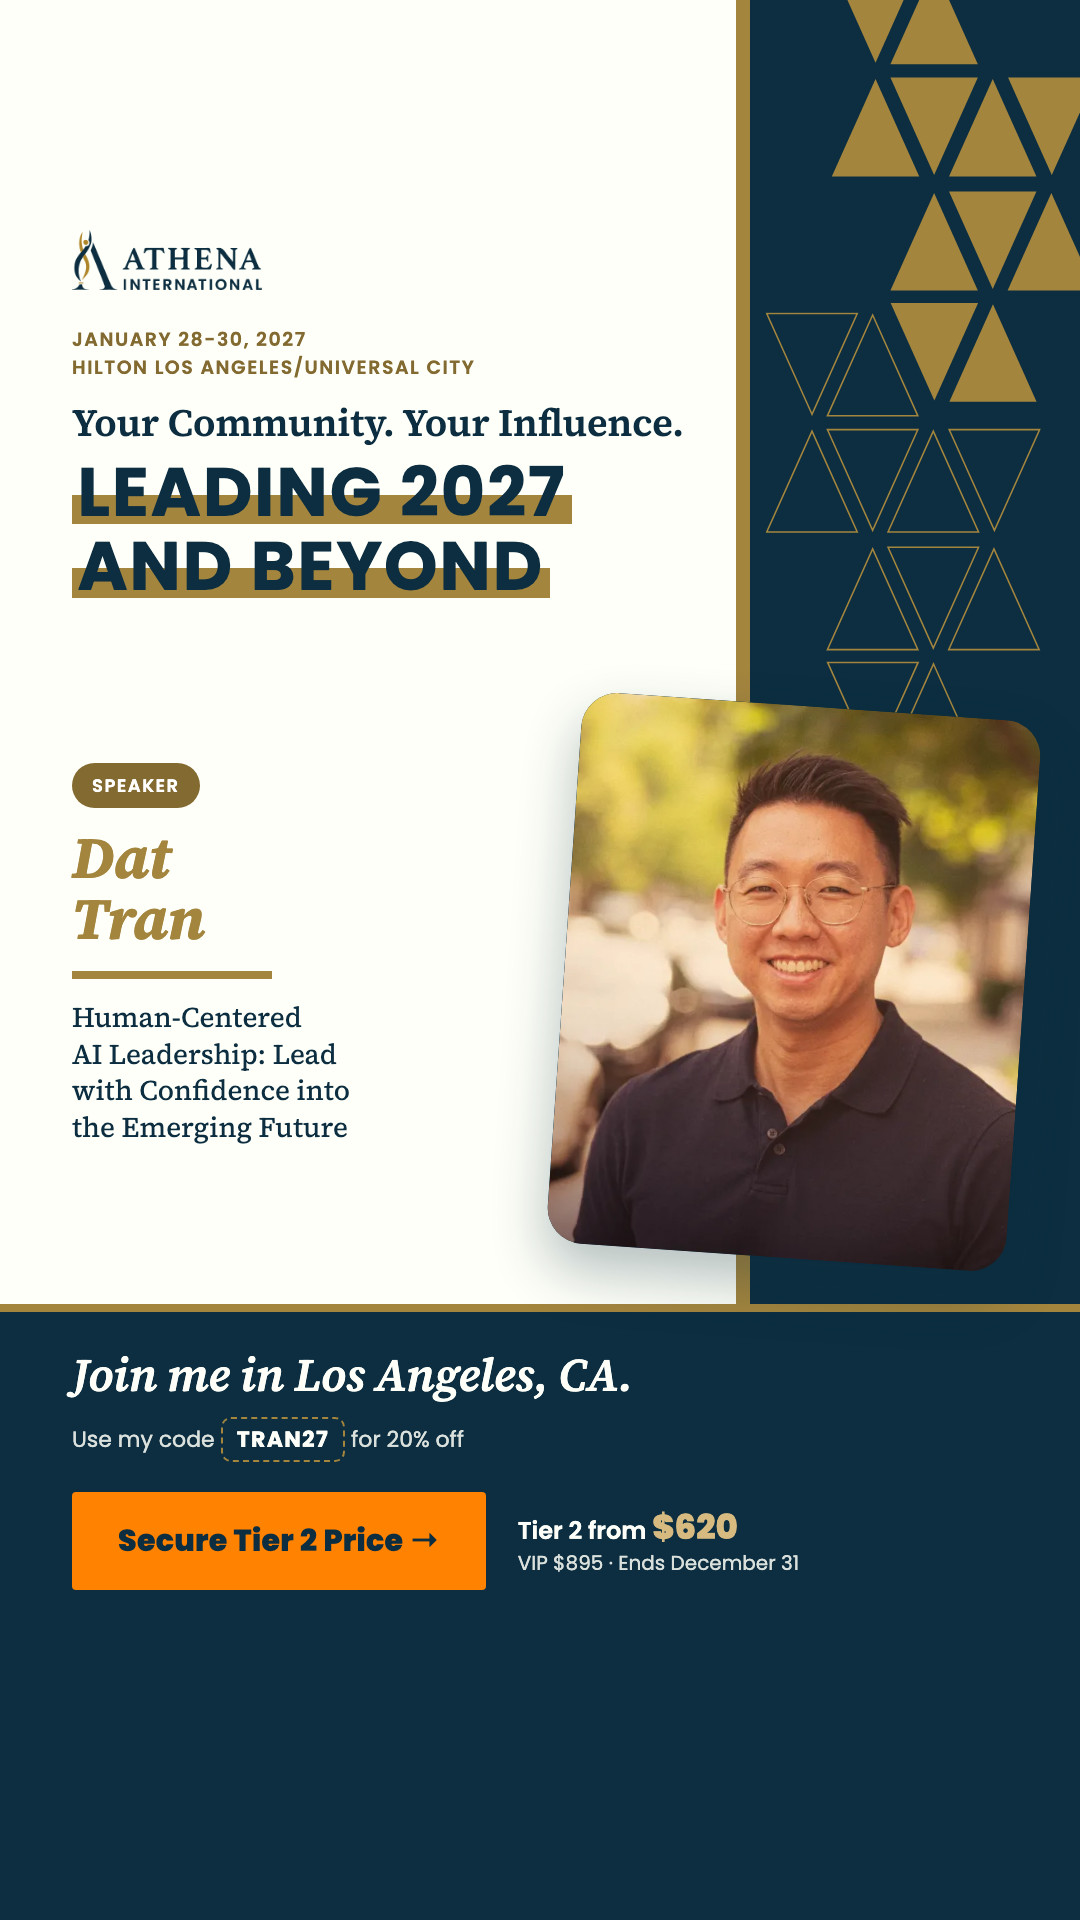 ATHENA
INTERNATIONAL
JANUARY 28-30, 2027
HILTON LOS ANGELES/UNIVERSAL CITY
Your Community. Your Influence.
LEADING 2027
AND BEYOND
SPEAKER
Dat
Tran
Human-Centered
AI Leadership: Lead
with Confidence into
the Emerging Future
Join me in Los Angeles, CA.
Use my code TRAN27 for 20% off
Secure Tier 2 Price →
Tier 2 from $620
VIP $895 · Ends December 31